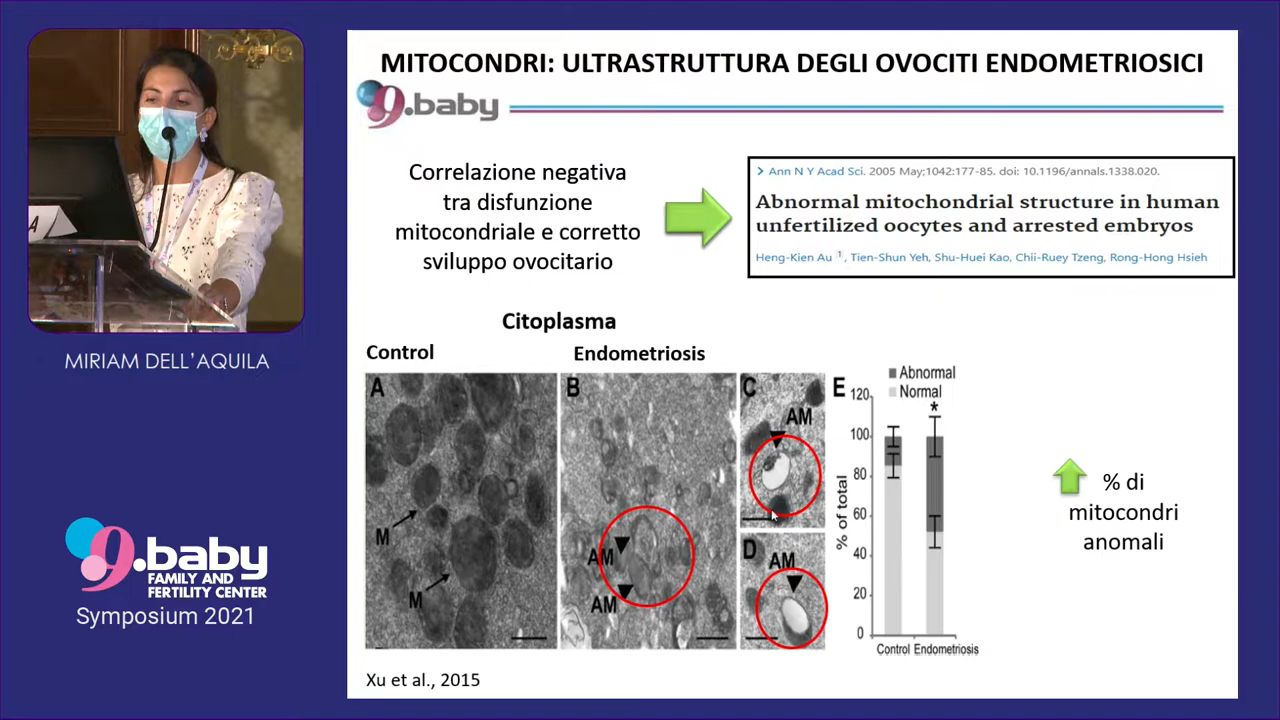 MITOCONDRI: ULTRASTRUTTURA DEGLI OVOCITI ENDOMETRIOSICI
9.baby
Correlazione negativa
tra disfunzione
mitocondriale e corretto
sviluppo ovocitario
> Ann N Y Acad Sci. 2005 May;1042:177-85. doi: 10.1196/annals.1338.020.
Abnormal mitochondrial structure in human
unfertilized oocytes and arrested embryos
Heng-Kien Au 1, Tien-Shun Yeh, Shu-Huei Kao, Chii-Ruey Tzeng, Rong-Hong Hsieh
A
MIRIAM DELL'AQUILA
Citoplasma
Control
Endometriosis
A
M
M
B
AM
AM
C
AM
D
AM
E
Abnormal
Normal
*
% of total
120
100
80
60
40
20
0
Control
Endometriosis
% di
mitocondri
anomali
Xu et al., 2015
9.baby
FAMILY AND
FERTILITY CENTER
Symposium 2021